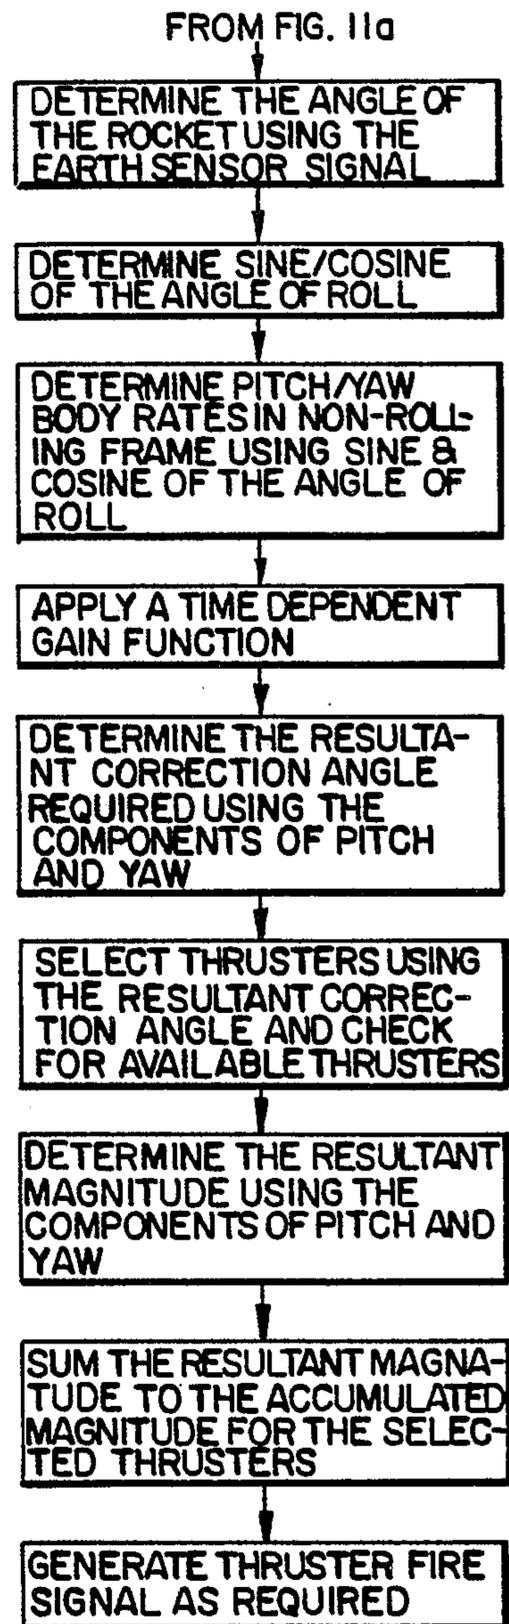 FROM FIG. 11a
DETERMINE THE ANGLE OF
THE ROCKET USING THE
EARTH SENSOR SIGNAL
DETERMINE SINE/COSINE
OF THE ANGLE OF ROLL
DETERMINE PITCH/YAW
BODY RATES IN NON-ROLL-
ING FRAME USING SINE &
COSINE OF THE ANGLE OF
ROLL
APPLY A TIME DEPENDENT
GAIN FUNCTION
DETERMINE THE RESULTA-
NT CORRECTION ANGLE
REQUIRED USING THE
COMPONENTS OF PITCH
AND YAW
SELECT THRUSTERS USING
THE RESULTANT CORREC-
TION ANGLE AND CHECK
FOR AVAILABLE THRUSTERS
DETERMINE THE RESULTANT
MAGNITUDE USING THE
COMPONENTS OF PITCH AND
YAW
SUM THE RESULTANT MAGNA-
TUDE TO THE ACCUMULATED
MAGNITUDE FOR THE SELEC-
TED THRUSTERS
GENERATE THRUSTER FIRE
SIGNAL AS REQUIRED